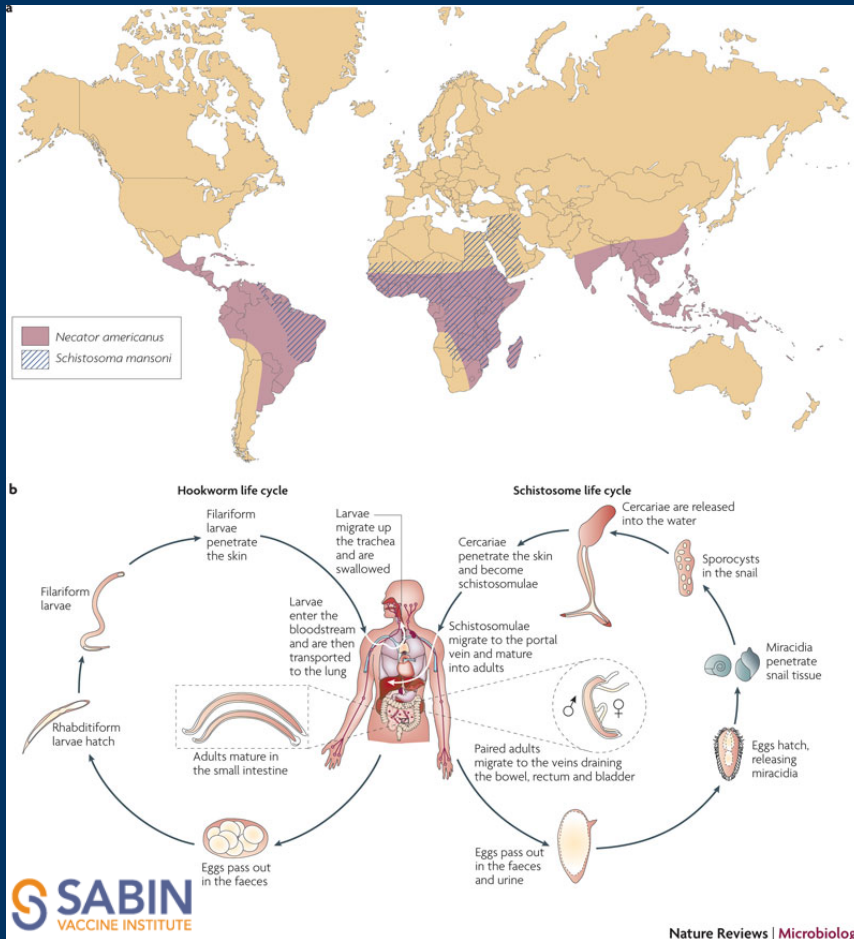 a
Necator americanus
Schistosoma mansoni
b
Hookworm life cycle
Filariform
larvae
penetrate
the skin
Larvae
migrate up
the trachea
and are
swallowed
Filariform
larvae
Larvae
enter the
bloodstream
and are then
transported
to the lung
Rhabditiform
larvae hatch
Adults mature in
the small intestine
Eggs pass out
in the faeces
Schistosome life cycle
Cercariae are released
into the water
Cercariae
penetrate the skin
and become
schistosomulae
Sporocysts
in the snail
Schistosomulae
migrate to the portal
vein and mature
into adults
Miracidia
penetrate
snail tissue
♂ ♀
Paired adults
migrate to the veins draining
the bowel, rectum and bladder
Eggs hatch,
releasing
miracidia
Eggs pass out
in the faeces
and urine
SABIN
VACCINE INSTITUTE
Nature Reviews | Microbiolog